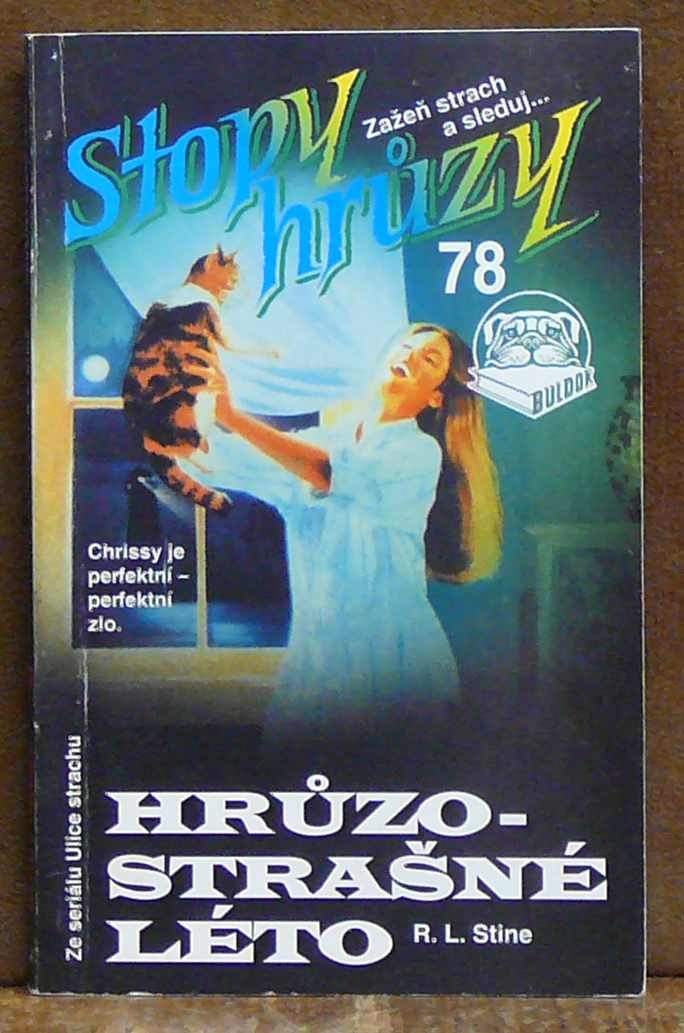 Stopy
hrůzy
Zažeň strach
a sleduj...
78
BULDOK
Chrissy je
perfektní –
perfektní
zlo.
Ze seriálu Ulice strachu
HRŮZO-
STRAŠNÉ
LÉTO
R. L. Stine